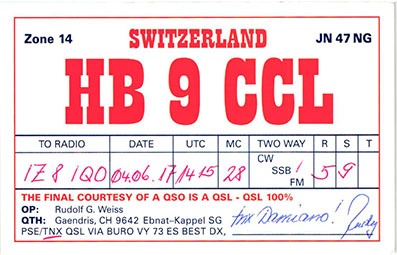 Zone 14 SWITZERLAND JN 47 NG
HB 9 CCL
TO RADIO DATE UTC MC TWO WAY R S T
CW
IZ8 IQO 04.06.17 1415 28 SSB / 5 9
FM
THE FINAL COURTESY OF A QSO IS A QSL - QSL 100%
OP: Rudolf G. Weiss
QTH: Gaendris, CH 9642 Ebnat-Kappel SG tnx Damiano! Rudy
PSE/TNX QSL VIA BURO VY 73 ES BEST DX,